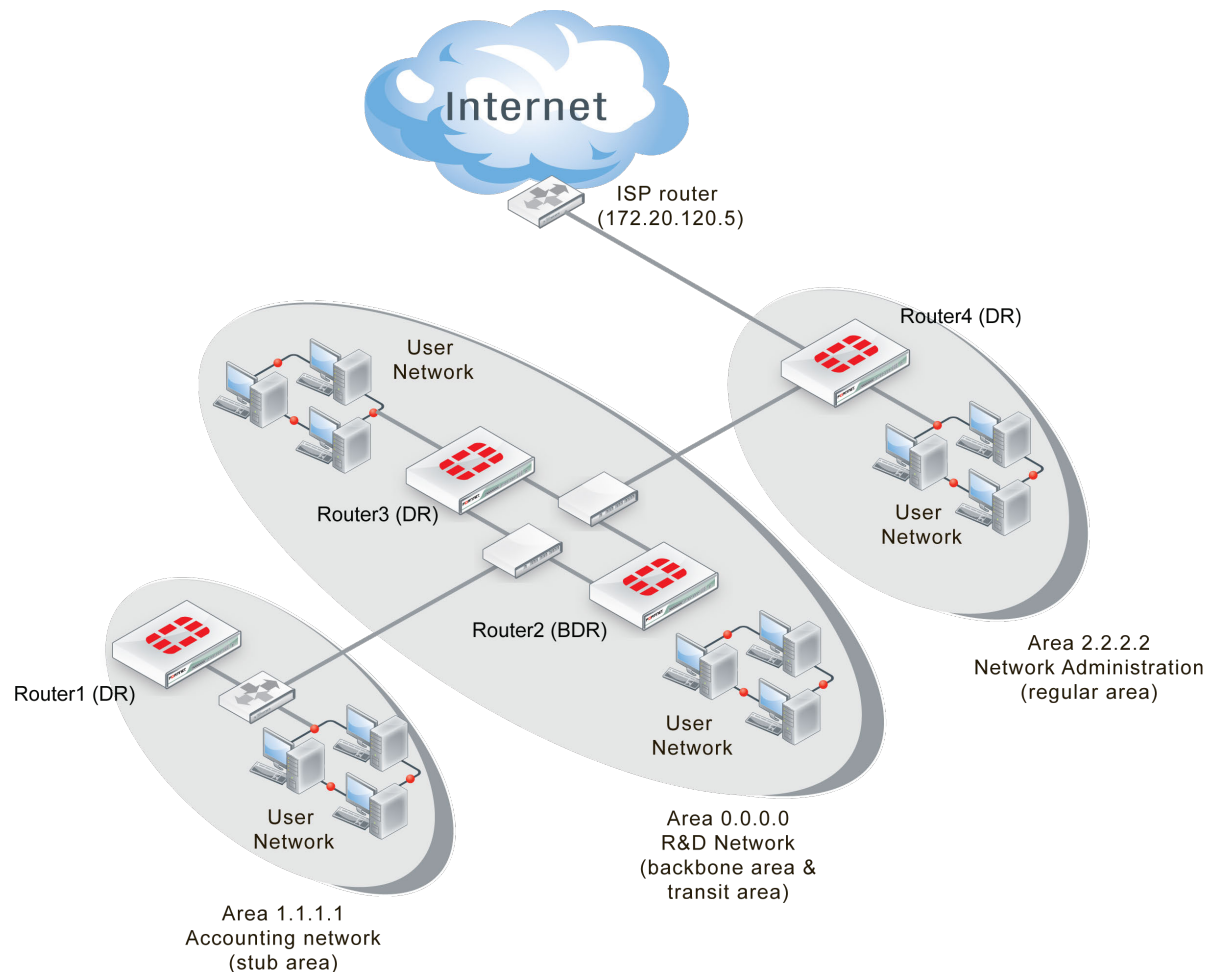 Internet
ISP router
(172.20.120.5)
Router4 (DR)
User
Network
Router3 (DR)
User
Network
Router2 (BDR)
Area 2.2.2.2
Network Administration
(regular area)
Router1 (DR)
User
Network
User
Network
Area 0.0.0.0
R&D Network
(backbone area &
transit area)
Area 1.1.1.1
Accounting network
(stub area)